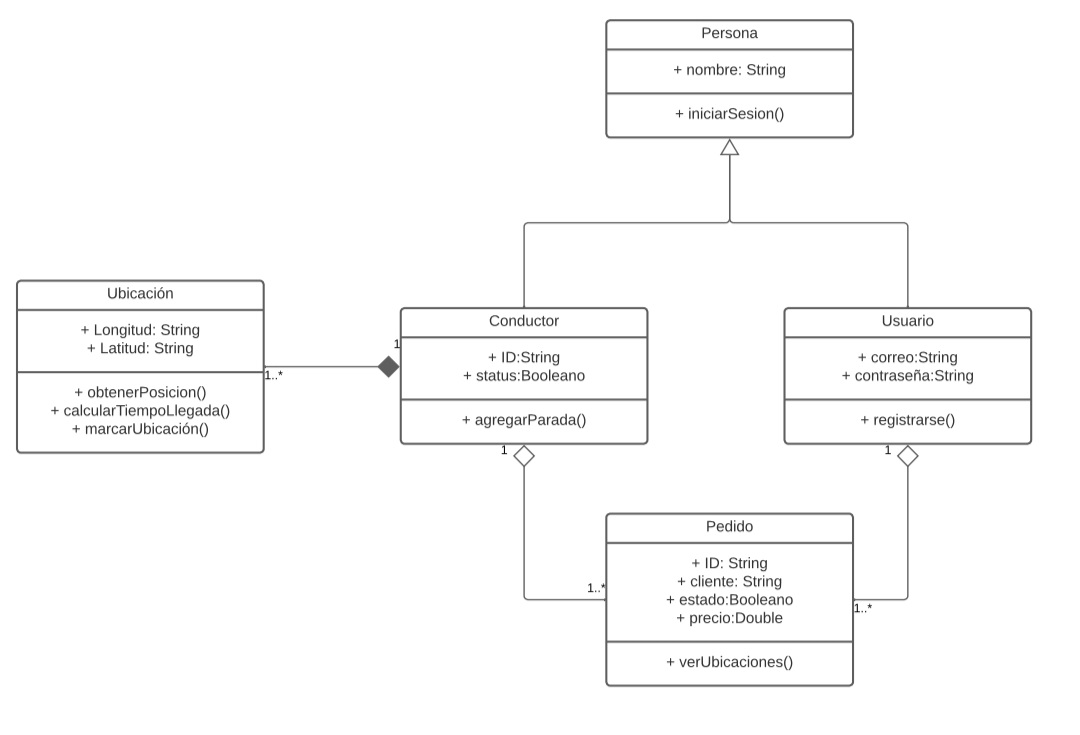 Persona
+ nombre: String
+ iniciarSesion()
Ubicación
+ Longitud: String
+ Latitud: String
+ obtenerPosicion()
+ calcularTiempoLlegada()
+ marcarUbicación()
1..*
1
Conductor
+ ID:String
+ status:Booleano
+ agregarParada()
1
Usuario
+ correo:String
+ contraseña:String
+ registrarse()
1
1..*
Pedido
+ ID: String
+ cliente: String
+ estado:Booleano
+ precio:Double
+ verUbicaciones()
1..*